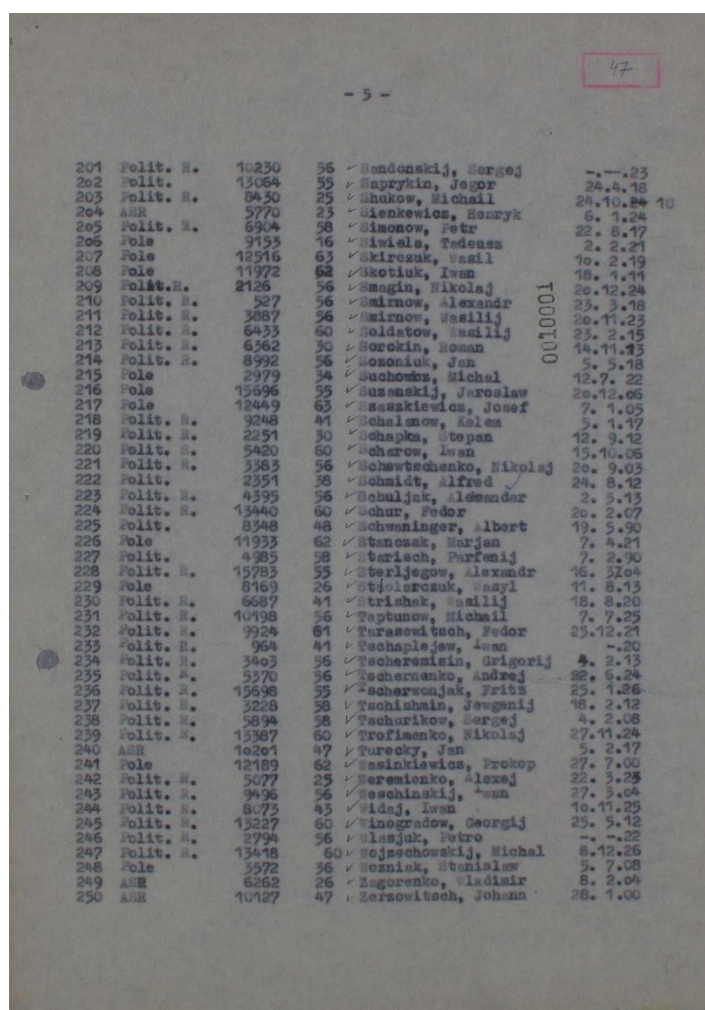 47
- 5 -
201 Polit. R. 10230 56 Sandonskij, Sergej -.-.23
202 Polit. 13064 55 Saprykin, Jegor 24.4.18
203 Polit. R. 8430 25 Shukow, Michail 24.10. 10
204 ASR 5770 23 Sienkewicz, Henryk 6. 1.24
205 Polit. R. 6904 58 Simonow, Petr 22. 8.17
206 Pole 9153 16 Siwiela, Tadeusz 2. 2.21
207 Pole 12516 63 Skirczuk, Wasil 10. 2.19
208 Pole 11972 62 Skotiuk, Iwan 18. 1.11
209 Polit.R. 2126 56 Smagin, Nikolaj 20.12.24
210 Polit. R. 527 56 Smirnow, Alexandr 23. 3.18
211 Polit. R. 3887 56 Smirnow, Wasilij 20.11.23
212 Polit. R. 6433 60 Soldatow, Wasilij 23. 2.15
213 Polit. R. 6362 30 Sorokin, Roman 14.11.13
214 Polit. R. 8992 56 Sozoniuk, Jan 5. 5.18
0010001
215 Pole 2979 34 Suchowcz, Michal 12.7. 22
216 Pole 15696 55 Suzanskij, Jaroslaw 20.12.06
217 Pole 12449 63 Szaszkiewicz, Josef 7. 1.05
218 Polit. R. 9248 41 Schalsnow, Kelem 5. 1.17
219 Polit. R. 2251 30 Schapka, Stepan 12. 9.12
220 Polit. R. 5420 60 Scharow, Iwan 15.10.06
221 Polit. R. 3383 56 Schewtschenko, Nikolaj 20. 9.03
222 Polit. 2351 38 Schmidt, Alfred 24. 8.12
223 Polit. R. 4395 56 Schuljak, Alexander 2. 5.13
224 Polit. R. 13440 60 Schur, Fedor 20. 2.07
225 Polit. 8348 48 Schwaninger, Albert 19. 5.90
226 Pole 11933 62 Stanczak, Marjan 7. 4.21
227 Polit. 4985 58 Starisch, Parfenij 7. 2.90
228 Polit. R. 15783 55 Sterljegow, Alexandr 16. 3.04
229 Pole 8169 26 Stolarczuk, Wasyl 11. 8.13
230 Polit. R. 6687 41 Strishak, Wasilij 18. 8.20
231 Polit. R. 10198 56 Taptunow, Michail 7. 7.25
232 Polit. R. 9924 61 Tarasewitsch, Fedor 25.12.21
233 Polit. R. 964 41 Tschaplejew, Iwan -.20
234 Polit. R. 3403 56 Tscheremisin, Grigorij 4. 2.13
235 Polit. R. 5370 56 Tschernenko, Andrej 22. 6.24
236 Polit. R. 15698 55 Tscherwonjak, Fritz 25. 1.26
237 Polit. R. 3228 58 Tschishmin, Jewgenij 18. 2.12
238 Polit. R. 5894 58 Tschurikow, Sergej 4. 2.08
239 Polit. R. 13387 60 Trofimenko, Nikolaj 27.11.24
240 ASR 10201 47 Turecky, Jan 5. 2.17
241 Pole 12189 62 Wasinkiewicz, Prokop 27. 7.00
242 Polit. R. 5077 25 Weremienko, Alexej 22. 3.23
243 Polit. R. 9496 56 Weschinskij, Iwan 27. 3.04
244 Polit. R. 8073 43 Widaj, Iwan 10.11.25
245 Polit. R. 13227 60 Winogradow, Georgij 25. 5.12
246 Polit. R. 2794 56 Wlasjuk, Petro -. -.22
247 Polit. R. 13418 60 Wojzechowskij, Michal 8.12.26
248 Pole 3572 36 Wozniak, Stanislaw 5. 7.08
249 ASR 6262 26 Zagorenko, Wladimir 8. 2.04
250 ASR 10127 47 Zerzowitsch, Johann 28. 1.00